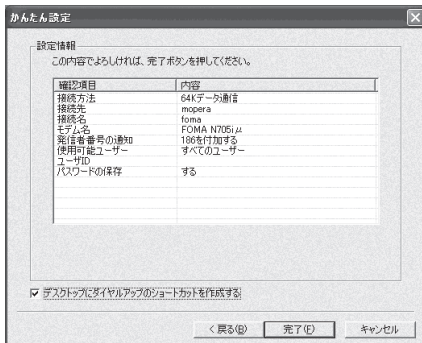 かんたん設定
設定情報
この内容でよろしければ、完了ボタンを押してください。
確認項目 内容
接続方法 64Kデータ通信
接続先 mopera
接続名 foma
モデム名 FOMA N705iμ
発信者番号の通知 186を付加する
使用可能ユーザー すべてのユーザー
ユーザID
パスワードの保存 する
デスクトップにダイヤルアップのショートカットを作成する
< 戻る(B) 完了(F) キャンセル